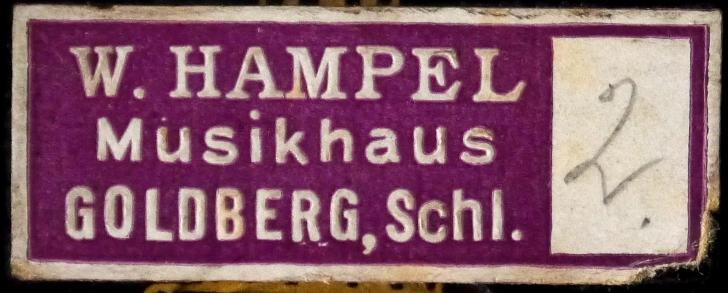 W. HAMPEL
Musikhaus
GOLDBERG, Schl.
2.